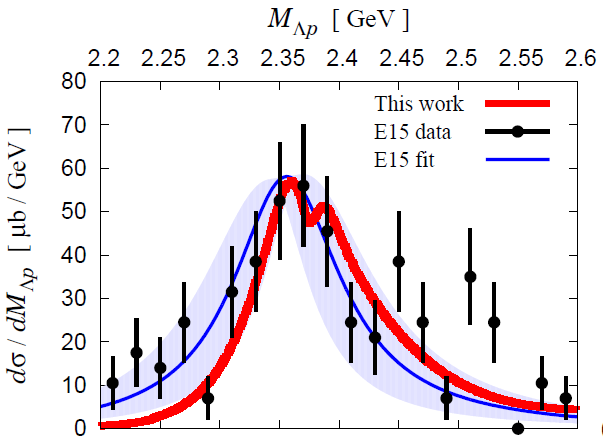 M_Λp [ GeV ]
2.2 2.25 2.3 2.35 2.4 2.45 2.5 2.55 2.6
80
70
60
50
40
30
20
10
0
dσ / dM_Λp [ μb / GeV ]
This work
E15 data
E15 fit
(